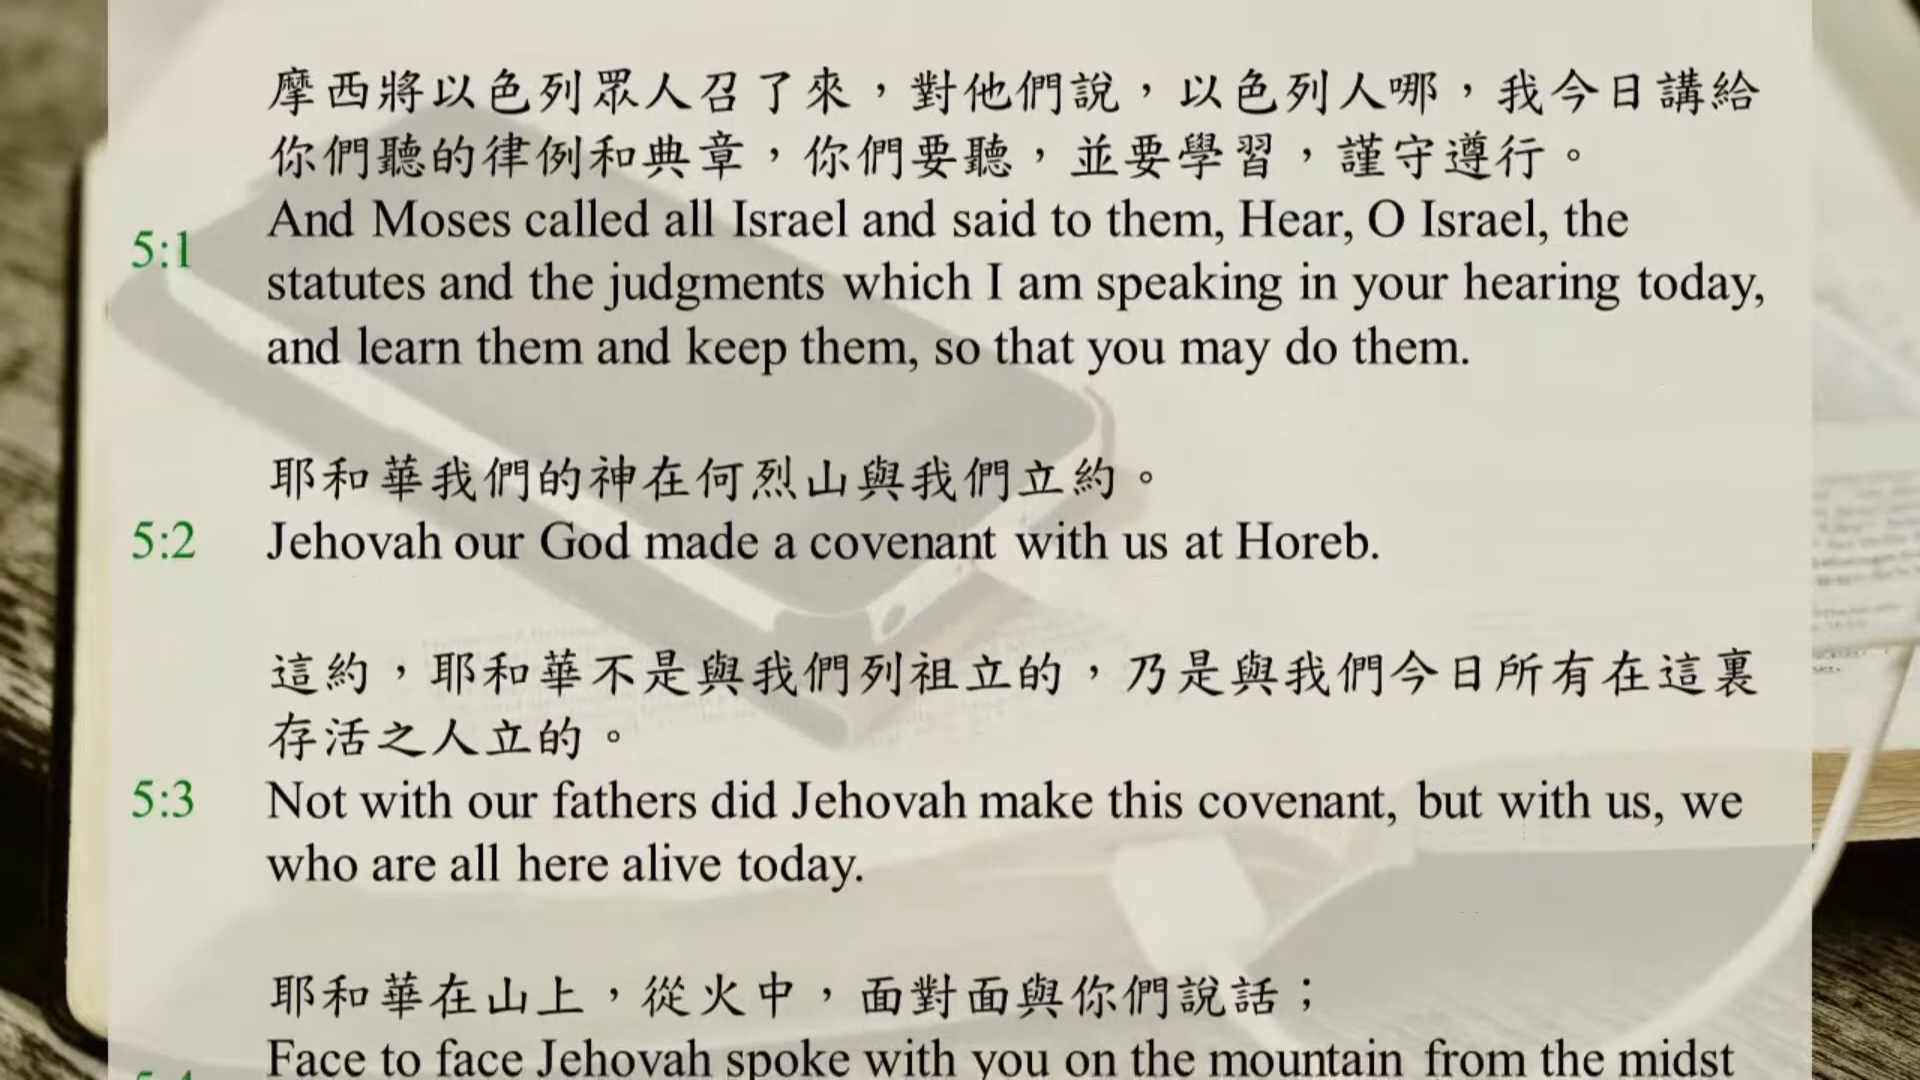 摩西將以色列眾人召了來，對他們說，以色列人哪，我今日講給
你們聽的律例和典章，你們要聽，並要學習，謹守遵行。
5:1 And Moses called all Israel and said to them, Hear, O Israel, the
statutes and the judgments which I am speaking in your hearing today,
and learn them and keep them, so that you may do them.
耶和華我們的神在何烈山與我們立約。
5:2 Jehovah our God made a covenant with us at Horeb.
這約，耶和華不是與我們列祖立的，乃是與我們今日所有在這裏
存活之人立的。
5:3 Not with our fathers did Jehovah make this covenant, but with us, we
who are all here alive today.
耶和華在山上，從火中，面對面與你們說話；
Face to face Jehovah spoke with you on the mountain from the midst